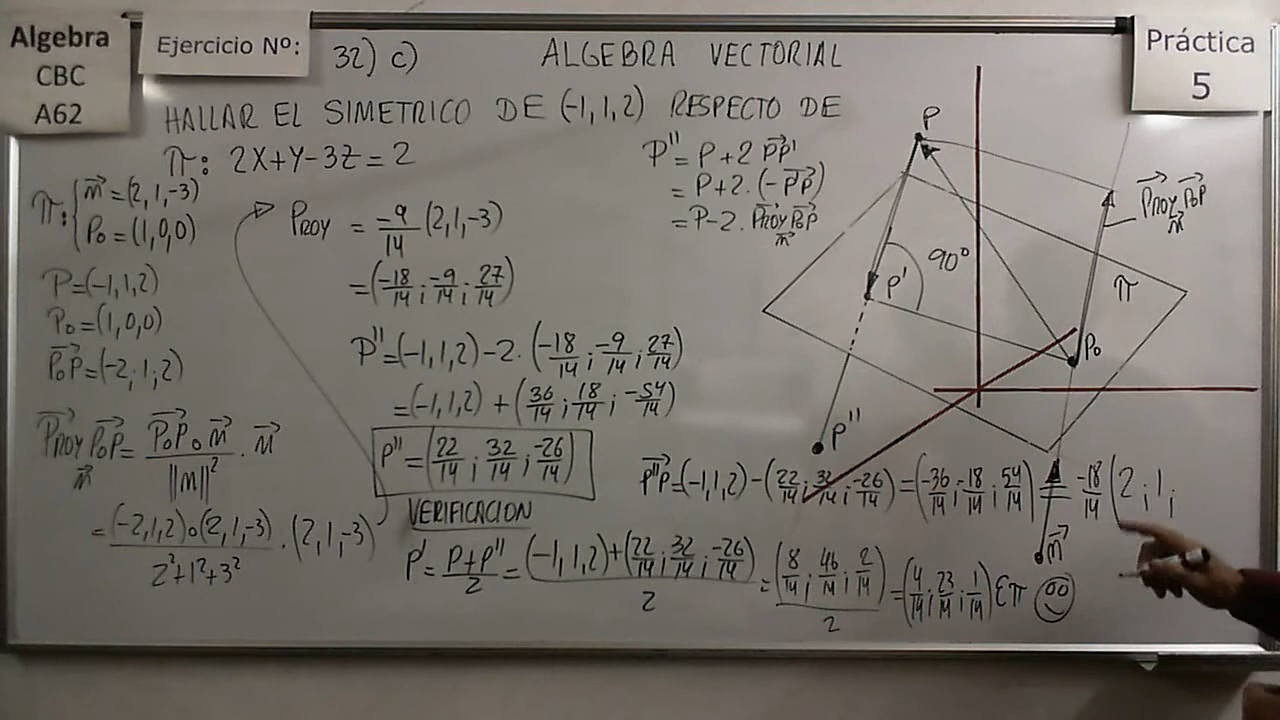 Algebra
CBC
A62
Ejercicio Nº:
32) c)
ALGEBRA VECTORIAL
Práctica
5
HALLAR EL SIMETRICO DE (-1,1,2) RESPECTO DE
π: 2X+Y-3Z=2
π: { n=(2,1,-3)
P₀=(1,0,0)
P=(-1,1,2)
P₀=(1,0,0)
P₀P=(-2,1,2)
PROY P₀P = P₀P o n / ||n||² . n
n
= (-2,1,2)o(2,1,-3) / 2²+1²+3² . (2,1,-3)
PROY = -9/14 (2,1,-3)
= (-18/14 ; -9/14 ; 27/14)
P''=(-1,1,2)-2.(-18/14 ; -9/14 ; 27/14)
=(-1,1,2)+(36/14 ; 18/14 ; -54/14)
P''=(22/14 ; 32/14 ; -26/14)
VERIFICACION
P'= P+P''/2 = (-1,1,2)+(22/14 ; 32/14 ; -26/14) / 2 = (8/14 ; 46/14 ; 2/14) / 2 = (4/14 ; 23/14 ; 1/14) ∈ π
P''= P+2 PP'
= P+2.(-P'P)
= P-2. PROY P₀P
n
P''P=(-1,1,2)-(22/14 ; 32/14 ; -26/14)=(-36/14 ; -18/14 ; 54/14) = -18/14 (2 ; 1 ;
P
PROY P₀P
n
90°
P'
π
P₀
P''
n